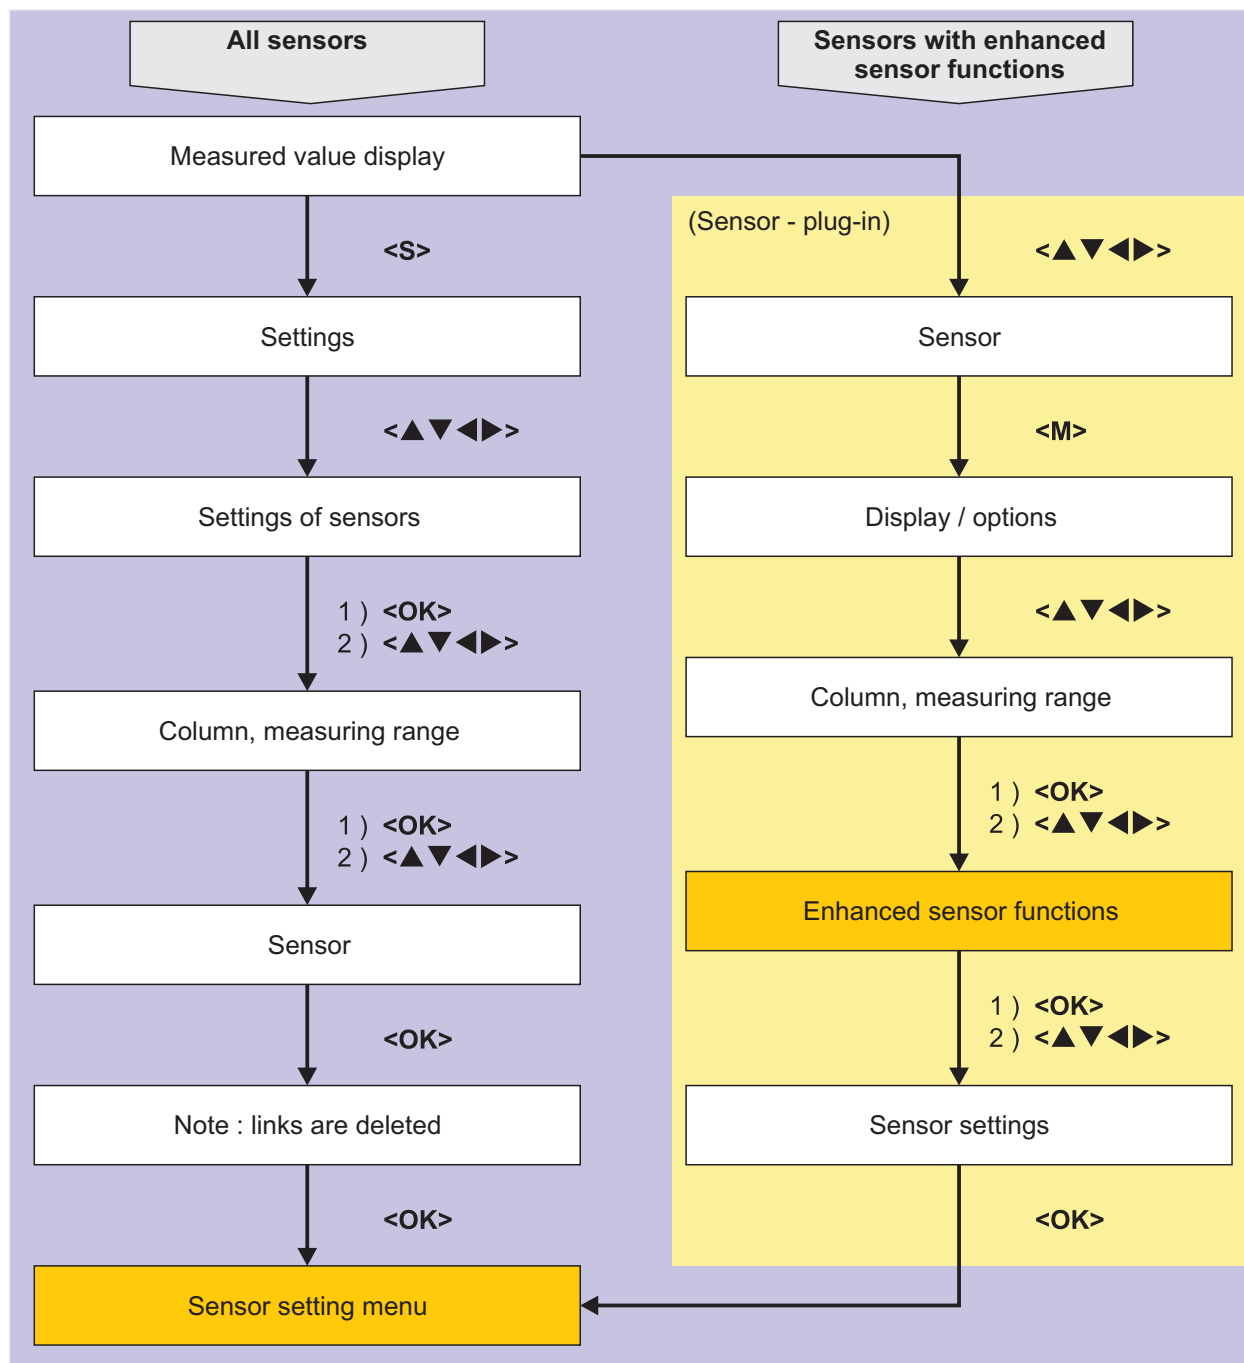 All sensors
Sensors with enhanced
sensor functions
Measured value display
<S>
Settings
<▲▼◀▶>
Settings of sensors
1 ) <OK>
2 ) <▲▼◀▶>
Column, measuring range
1 ) <OK>
2 ) <▲▼◀▶>
Sensor
<OK>
Note : links are deleted
<OK>
Sensor setting menu
(Sensor - plug-in)
<▲▼◀▶>
Sensor
<M>
Display / options
<▲▼◀▶>
Column, measuring range
1 ) <OK>
2 ) <▲▼◀▶>
Enhanced sensor functions
1 ) <OK>
2 ) <▲▼◀▶>
Sensor settings
<OK>